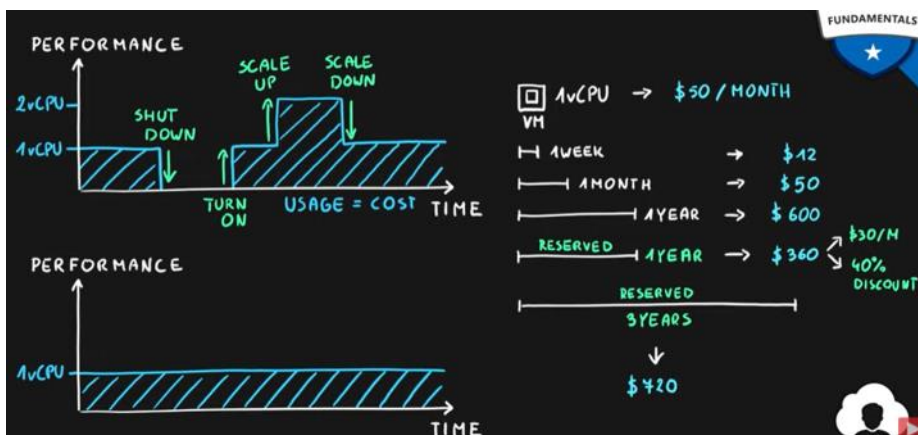 FUNDAMENTALS
PERFORMANCE
2vCPU
1vCPU
SHUT
DOWN
SCALE
UP
SCALE
DOWN
TURN
ON
USAGE = COST
TIME
PERFORMANCE
1vCPU
TIME
1vCPU → $50 / MONTH
VM
1WEEK → $12
1MONTH → $50
1YEAR → $600
RESERVED
1YEAR → $360
$30/M
40%
DISCOUNT
RESERVED
3YEARS
$720